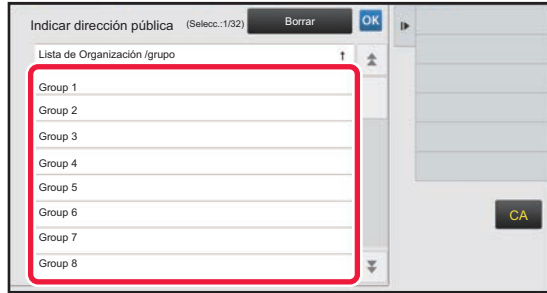 Indicar dirección pública (Selecc.:1/32) Borrar OK
Lista de Organización /grupo
Group 1
Group 2
Group 3
Group 4
Group 5
Group 6
Group 7
Group 8
CA